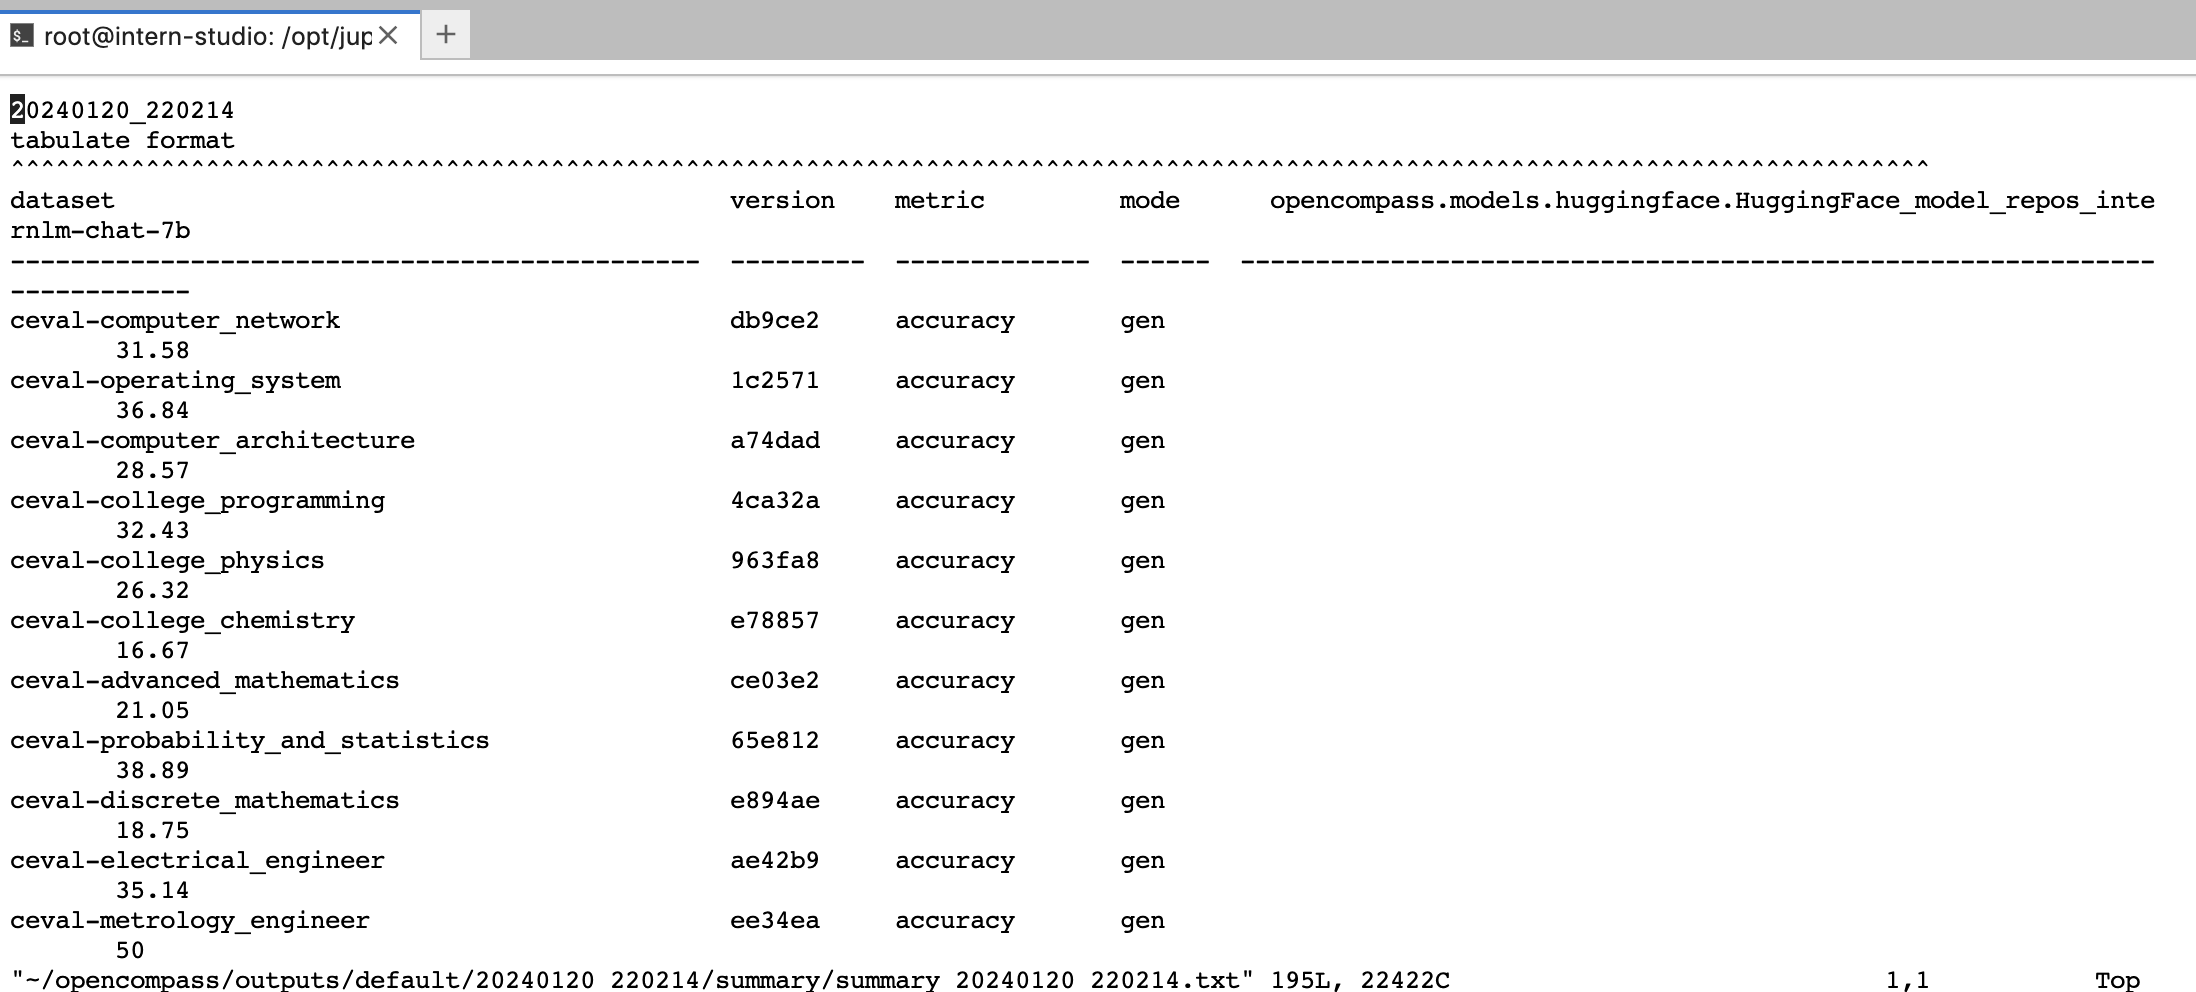 root@intern-studio: /opt/jup
20240120_220214
tabulate format
^^^^^^^^^^^^^^^^^^^^^^^^^^^^^^^^^^^^^^^^^^^^^^^^^^^^^^^^^^^^^^^^^^^^^^^^^^^^^^^^^^^^^^^^^^^^^^^^^^^^^^^^^^^^^^^^^^^^^^^^^^^^^^^^
dataset                                         version    metric         mode      opencompass.models.huggingface.HuggingFace_model_repos_inte
rnlm-chat-7b
----------------------------------------------  ---------  -------------  ------  -------------------------------------------------------------
------------
ceval-computer_network                          db9ce2     accuracy       gen
       31.58
ceval-operating_system                          1c2571     accuracy       gen
       36.84
ceval-computer_architecture                     a74dad     accuracy       gen
       28.57
ceval-college_programming                       4ca32a     accuracy       gen
       32.43
ceval-college_physics                           963fa8     accuracy       gen
       26.32
ceval-college_chemistry                         e78857     accuracy       gen
       16.67
ceval-advanced_mathematics                      ce03e2     accuracy       gen
       21.05
ceval-probability_and_statistics                65e812     accuracy       gen
       38.89
ceval-discrete_mathematics                      e894ae     accuracy       gen
       18.75
ceval-electrical_engineer                       ae42b9     accuracy       gen
       35.14
ceval-metrology_engineer                        ee34ea     accuracy       gen
       50
"~/opencompass/outputs/default/20240120_220214/summary/summary_20240120_220214.txt" 195L, 22422C                             1,1           Top